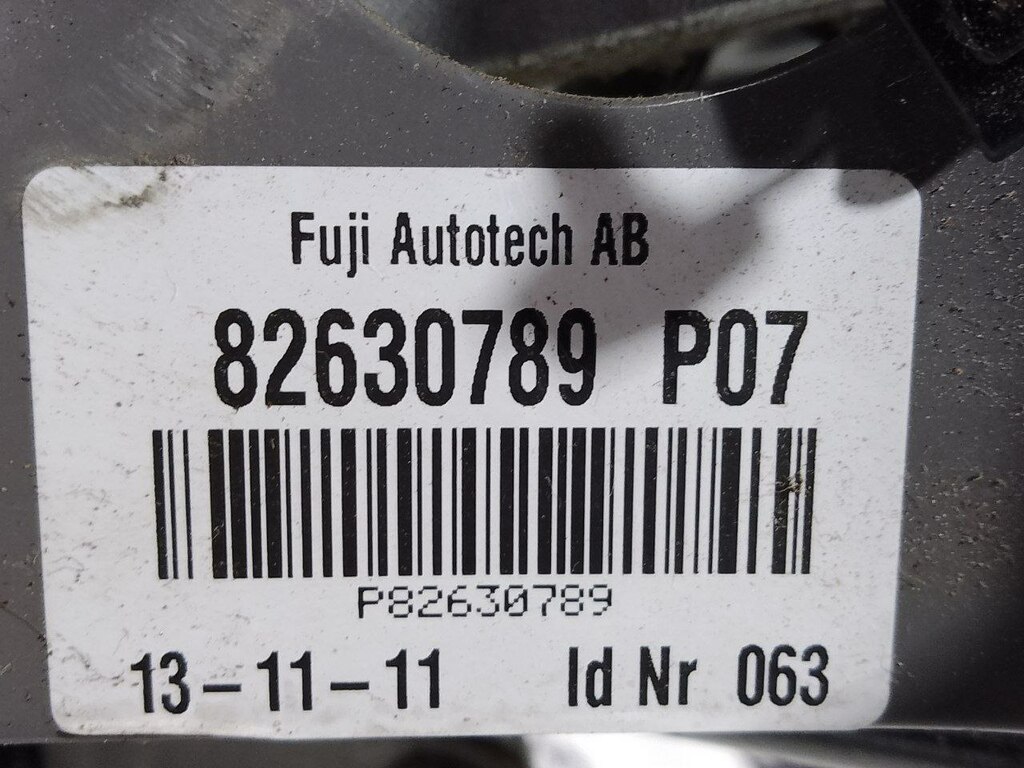 Fuji Autotech AB
82630789 P07
P82630789
13-11-11 Id Nr 063